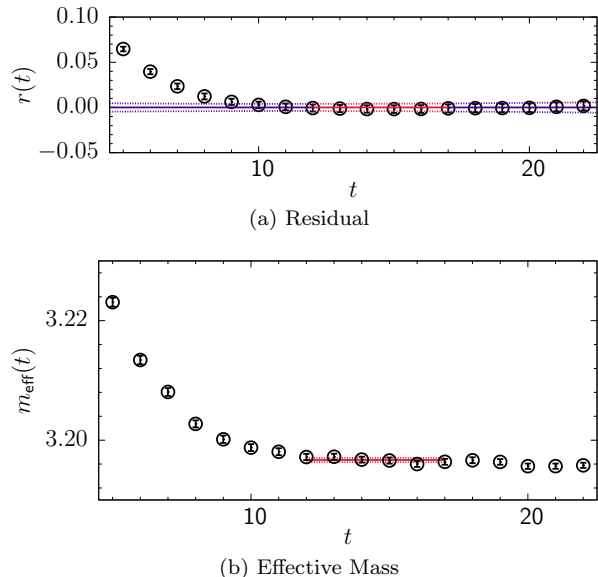 0.10
0.05
0.00
−0.05
r(t)
10
20
t
(a) Residual
3.22
3.20
m_eff(t)
10
20
t
(b) Effective Mass